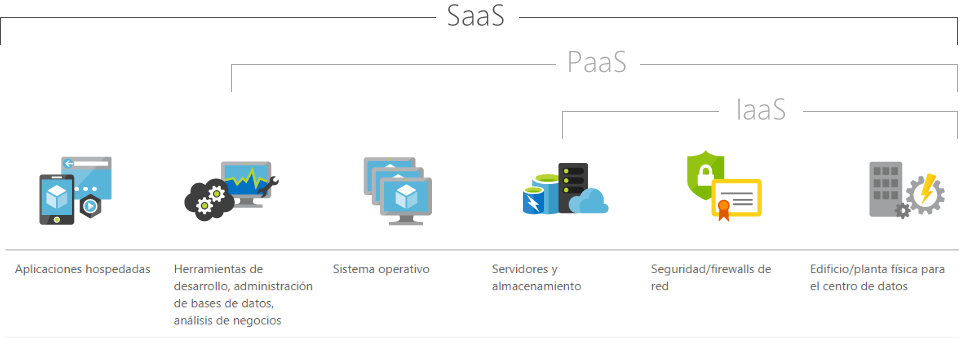 SaaS
PaaS
IaaS
Aplicaciones hospedadas
Herramientas de
desarrollo, administración
de bases de datos,
análisis de negocios
Sistema operativo
Servidores y
almacenamiento
Seguridad/firewalls de
red
Edificio/planta física para
el centro de datos